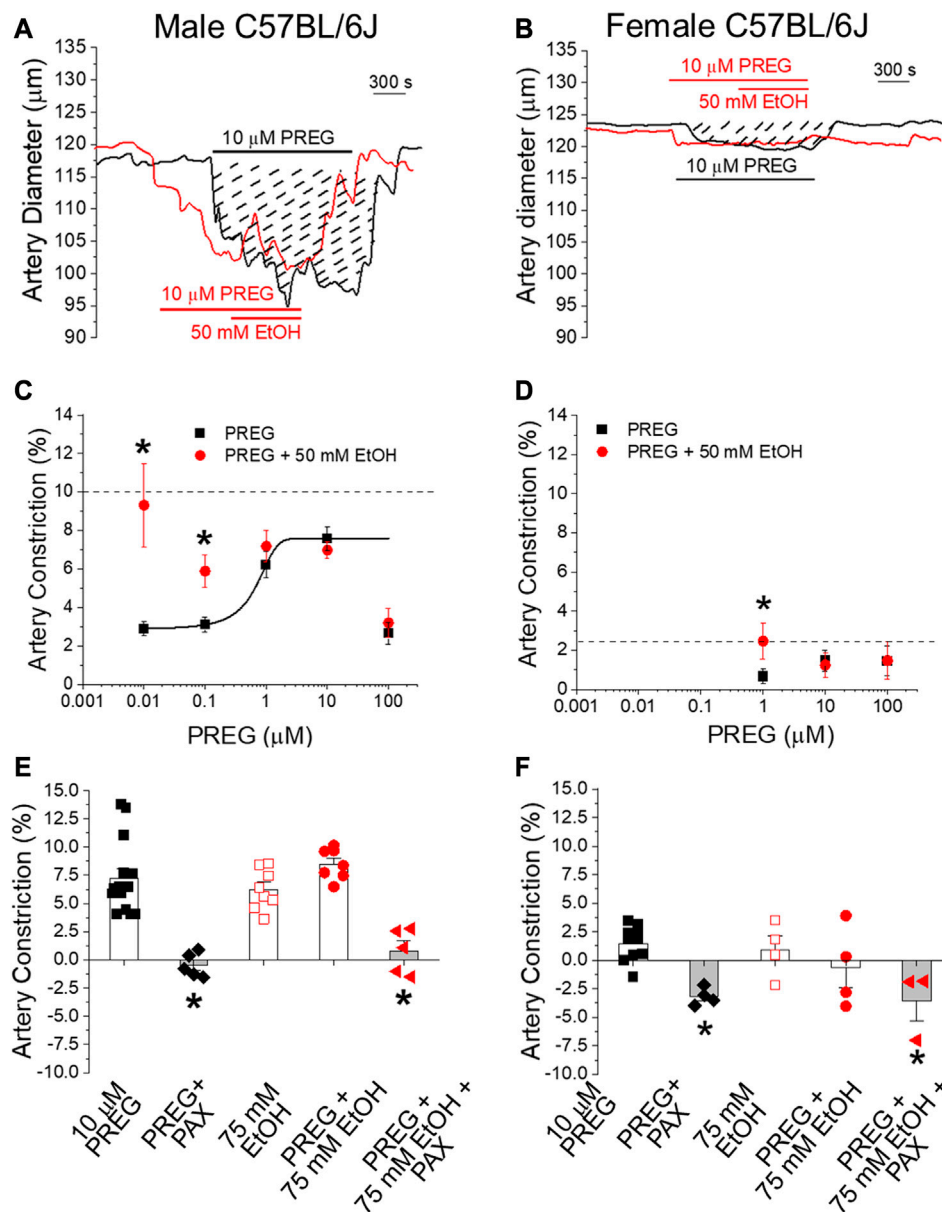 A
Male C57BL/6J
135
130
125
120
115
110
105
100
95
90
Artery Diameter (μm)
300 s
10 μM PREG
10 μM PREG
50 mM EtOH
B
Female C57BL/6J
135
130
125
120
115
110
105
100
95
90
Artery diameter (μm)
10 μM PREG
50 mM EtOH
300 s
10 μM PREG
C
14
12
10
8
6
4
2
0
Artery Constriction (%)
PREG
PREG + 50 mM EtOH
*
*
0.001 0.01 0.1 1 10 100
PREG (μM)
D
14
12
10
8
6
4
2
0
Artery Constriction (%)
PREG
PREG + 50 mM EtOH
*
0.001 0.01 0.1 1 10 100
PREG (μM)
E
15.0
12.5
10.0
7.5
5.0
2.5
0.0
-2.5
-5.0
-7.5
-10.0
Artery Constriction (%)
*
*
10 μM
PREG
PREG+
PAX
75 mM
EtOH
PREG +
75 mM EtOH
PREG +
75 mM EtOH +
PAX
F
15.0
12.5
10.0
7.5
5.0
2.5
0.0
-2.5
-5.0
-7.5
-10.0
Artery Constriction (%)
*
*
10 μM
PREG
PREG+
PAX
75 mM
EtOH
PREG +
75 mM EtOH
PREG +
75 mM EtOH +
PAX